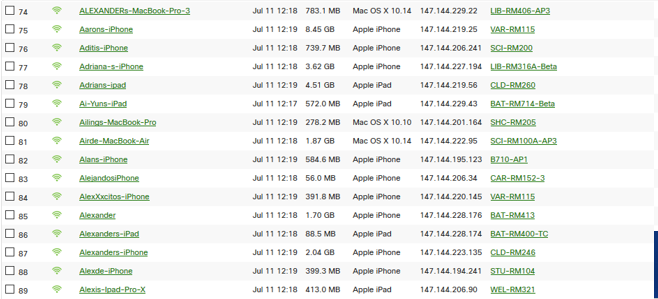 74 ALEXANDERs-MacBook-Pro-3 Jul 11 12:18 783.1 MB Mac OS X 10.14 147.144.229.22 LIB-RM406-AP3
75 Aarons-iPhone Jul 11 12:19 8.45 GB Apple iPhone 147.144.219.25 VAR-RM115
76 Aditis-iPhone Jul 11 12:18 739.7 MB Apple iPhone 147.144.206.241 SCI-RM200
77 Adriana-s-iPhone Jul 11 12:18 3.62 GB Apple iPhone 147.144.227.194 LIB-RM316A-Beta
78 Adrians-ipad Jul 11 12:19 4.51 GB Apple iPad 147.144.219.56 CLD-RM260
79 Ai-Yuns-iPad Jul 11 12:17 572.0 MB Apple iPad 147.144.229.43 BAT-RM714-Beta
80 Ailinqs-MacBook-Pro Jul 11 12:19 278.2 MB Mac OS X 10.10 147.144.201.164 SHC-RM205
81 Airde-MacBook-Air Jul 11 12:18 1.87 GB Mac OS X 10.14 147.144.222.95 SCI-RM100A-AP3
82 Alans-iPhone Jul 11 12:19 584.6 MB Apple iPhone 147.144.195.123 B710-AP1
83 AlejandosiPhone Jul 11 12:18 56.0 MB Apple iPhone 147.144.206.34 CAR-RM152-3
84 AlexXxcitos-iPhone Jul 11 12:19 391.8 MB Apple iPhone 147.144.220.145 VAR-RM115
85 Alexander Jul 11 12:18 1.70 GB Apple iPhone 147.144.228.176 BAT-RM413
86 Alexanders-iPad Jul 11 12:18 88.5 MB Apple iPad 147.144.228.174 BAT-RM400-TC
87 Alexanders-iPhone Jul 11 12:19 2.04 GB Apple iPhone 147.144.223.135 CLD-RM246
88 Alexde-iPhone Jul 11 12:19 399.3 MB Apple iPhone 147.144.194.241 STU-RM104
89 Alexis-Ipad-Pro-X Jul 11 12:18 413.0 MB Apple iPad 147.144.206.90 WEL-RM321